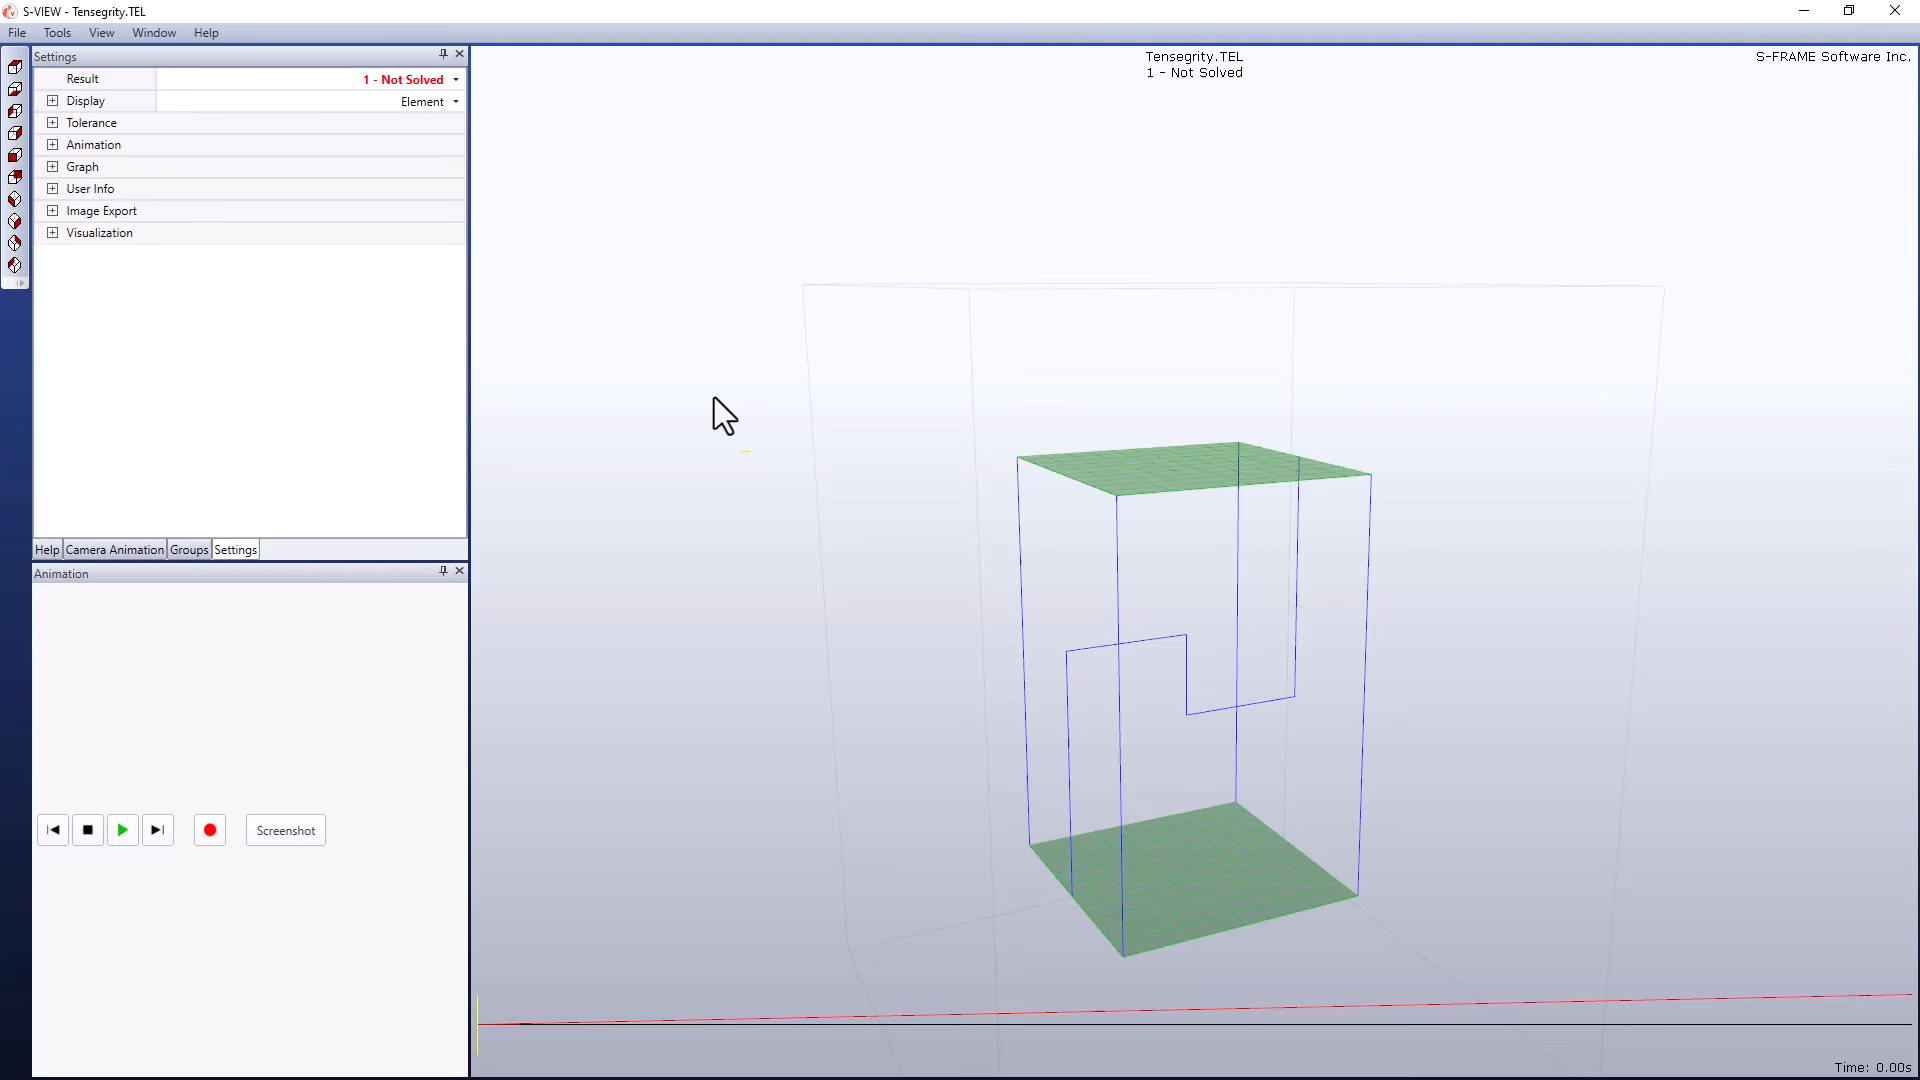 S-VIEW - Tensegrity.TEL
File Tools View Window Help
Settings
Result 1 - Not Solved
Display Element
Tolerance
Animation
Graph
User Info
Image Export
Visualization
Help Camera Animation Groups Settings
Animation
Screenshot
Tensegrity.TEL
1 - Not Solved
S-FRAME Software Inc.
Time: 0.00s